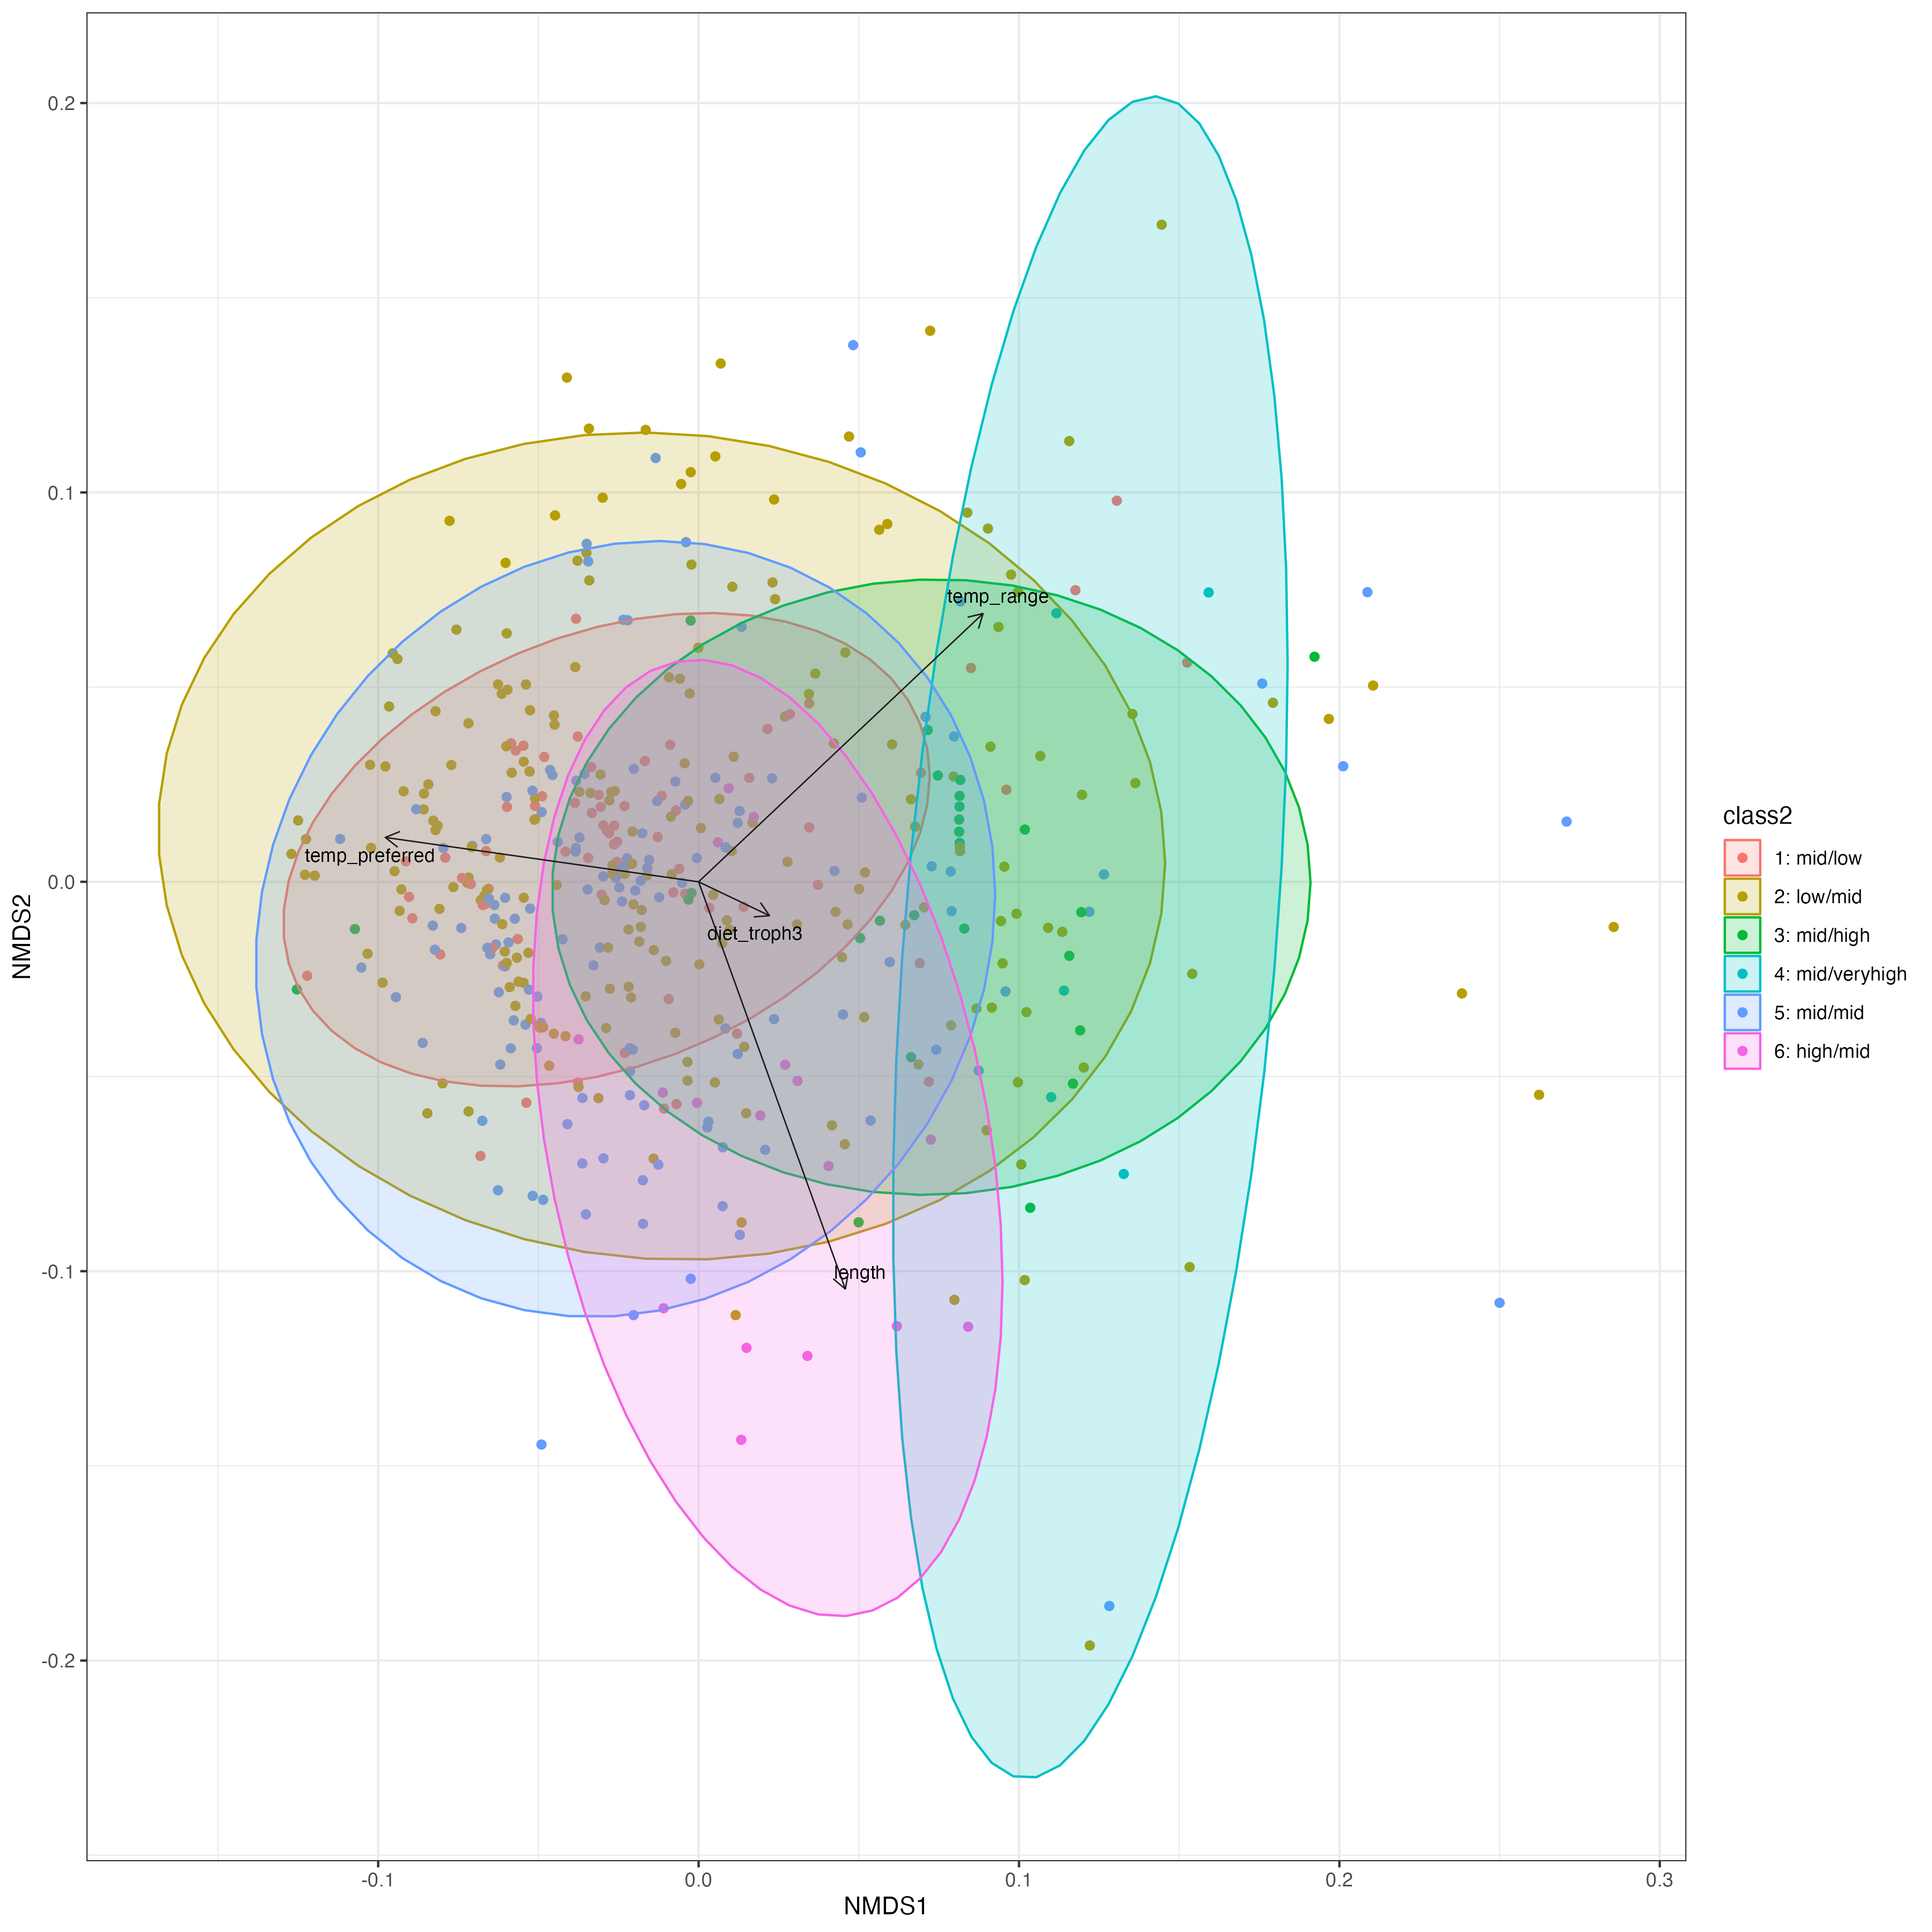 0.2
0.1
0.0
-0.1
-0.2
NMDS2
temp_range
temp_preferred
diet_troph3
length
-0.1
0.0
0.1
0.2
0.3
NMDS1
class2
1: mid/low
2: low/mid
3: mid/high
4: mid/veryhigh
5: mid/mid
6: high/mid